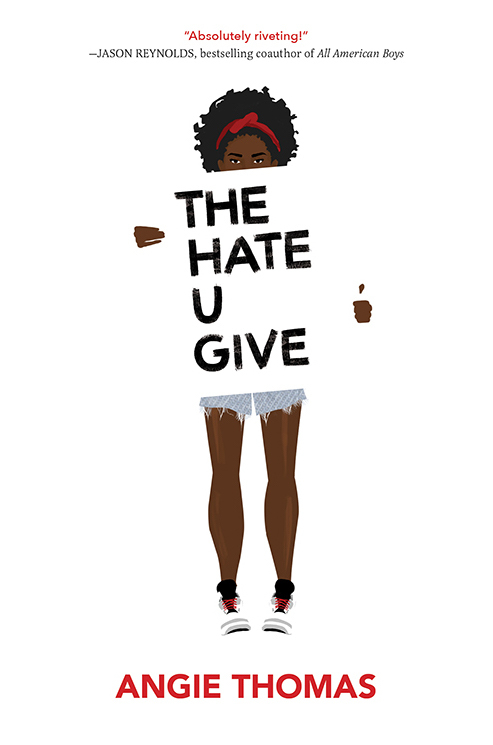 “Absolutely riveting!”
—JASON REYNOLDS, bestselling coauthor of All American Boys
THE
HATE
U
GIVE
ANGIE THOMAS